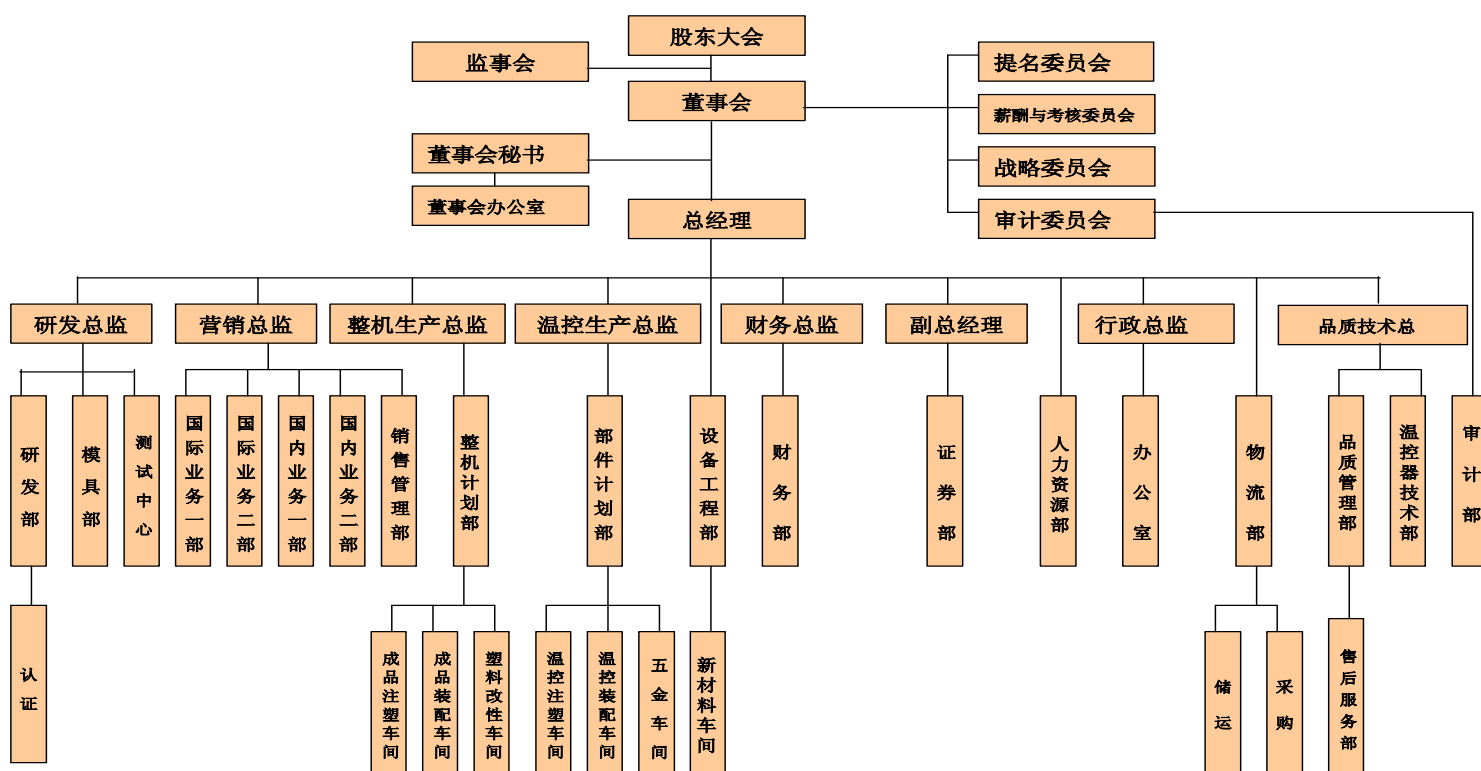 股东大会
监事会
提名委员会
董事会
薪酬与考核委员会
董事会秘书
战略委员会
董事会办公室
总经理
审计委员会
研发总监
营销总监
整机生产总监
温控生产总监
财务总监
副总经理
行政总监
品质技术总
研发部
模具部
测试中心
国际业务一部
国际业务二部
国内业务一部
国内业务二部
销售管理部
整机计划部
部件计划部
设备工程部
财务部
证券部
人力资源部
办公室
物流部
品质管理部
温控器技术部
审计部
认证
成品注塑车间
成品装配车间
塑料改性车间
温控注塑车间
温控装配车间
五金车间
新材料车间
储运
采购
售后服务部